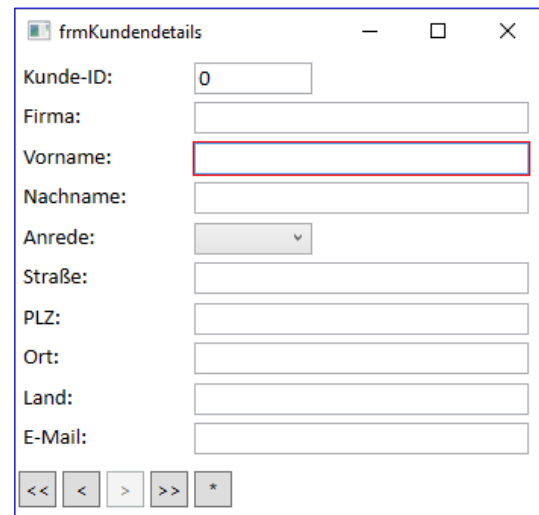 frmKundendetails
Kunde-ID: 0
Firma:
Vorname:
Nachname:
Anrede:
Straße:
PLZ:
Ort:
Land:
E-Mail:
<< < > >> *